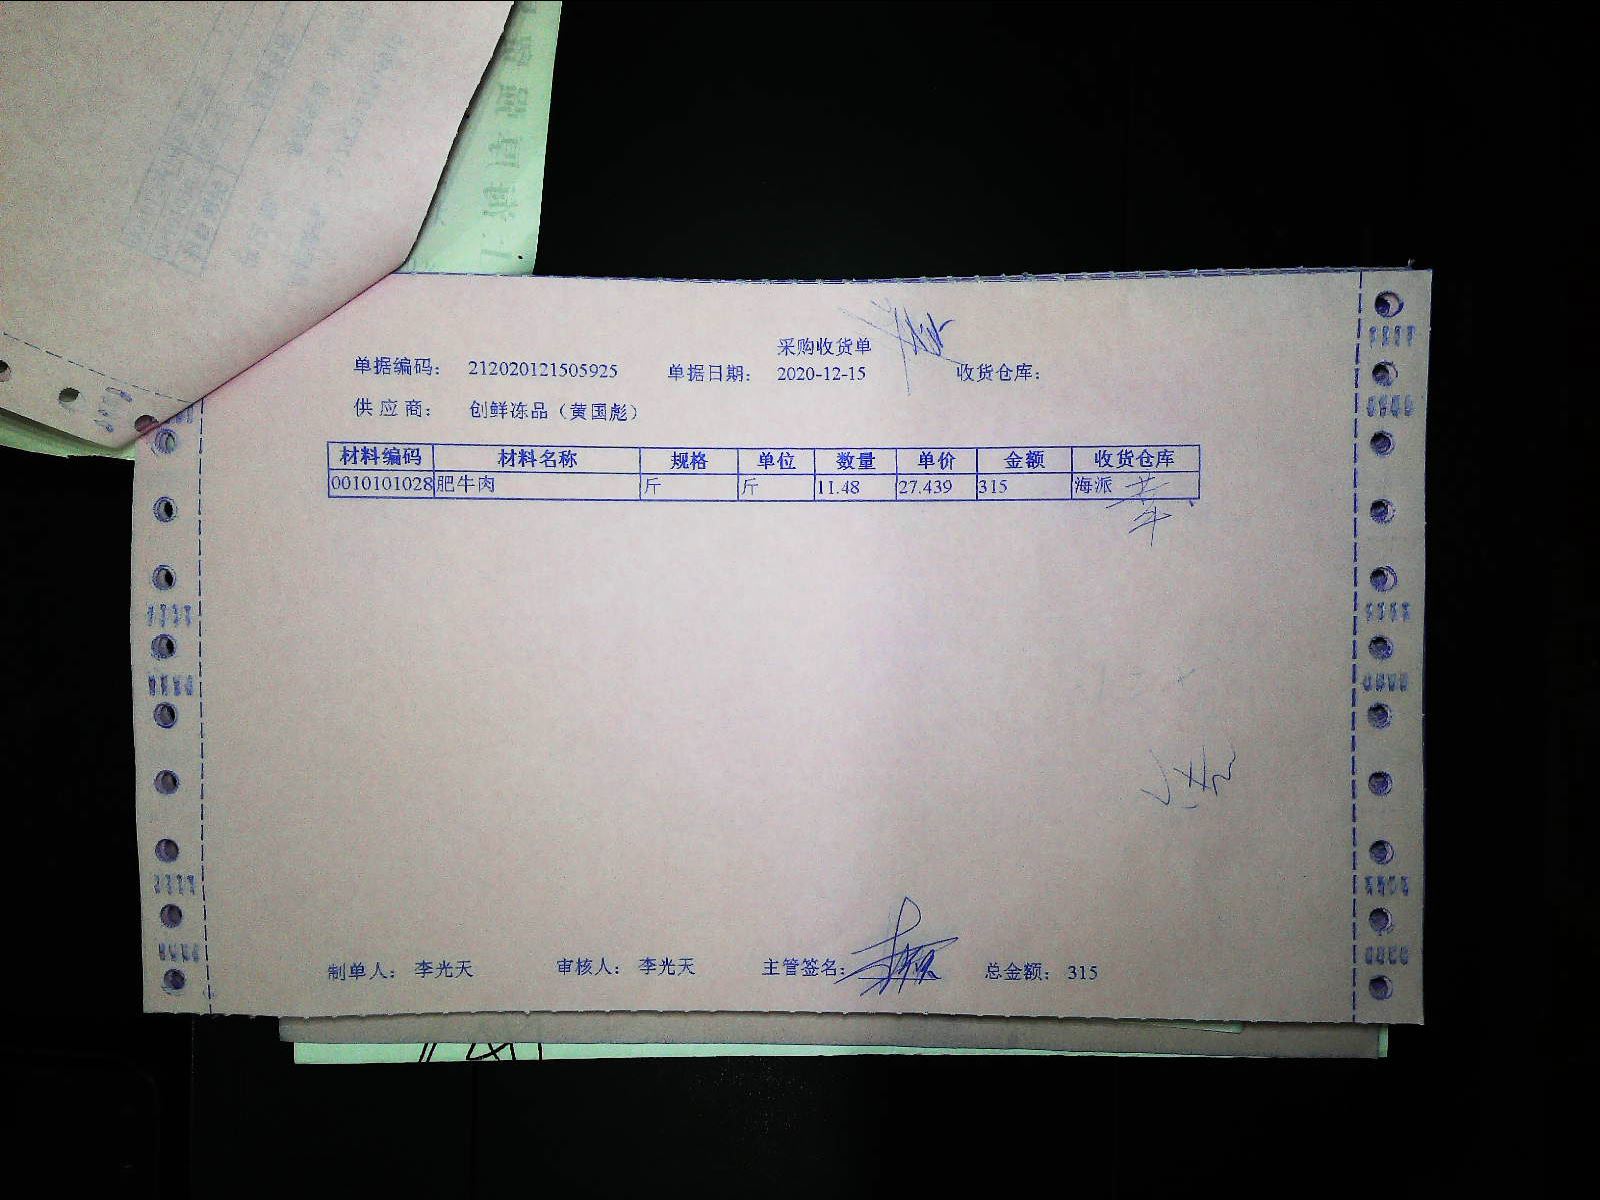 采购收货单
单据编码： 212020121505925 单据日期： 2020-12-15 收货仓库：
供 应 商： 创鲜冻品（黄国彪）
材料编码 材料名称 规格 单位 数量 单价 金额 收货仓库
0010101028 肥牛肉 斤 斤 11.48 27.439 315 海派
制单人： 李光天 审核人： 李光天 主管签名： 总金额： 315